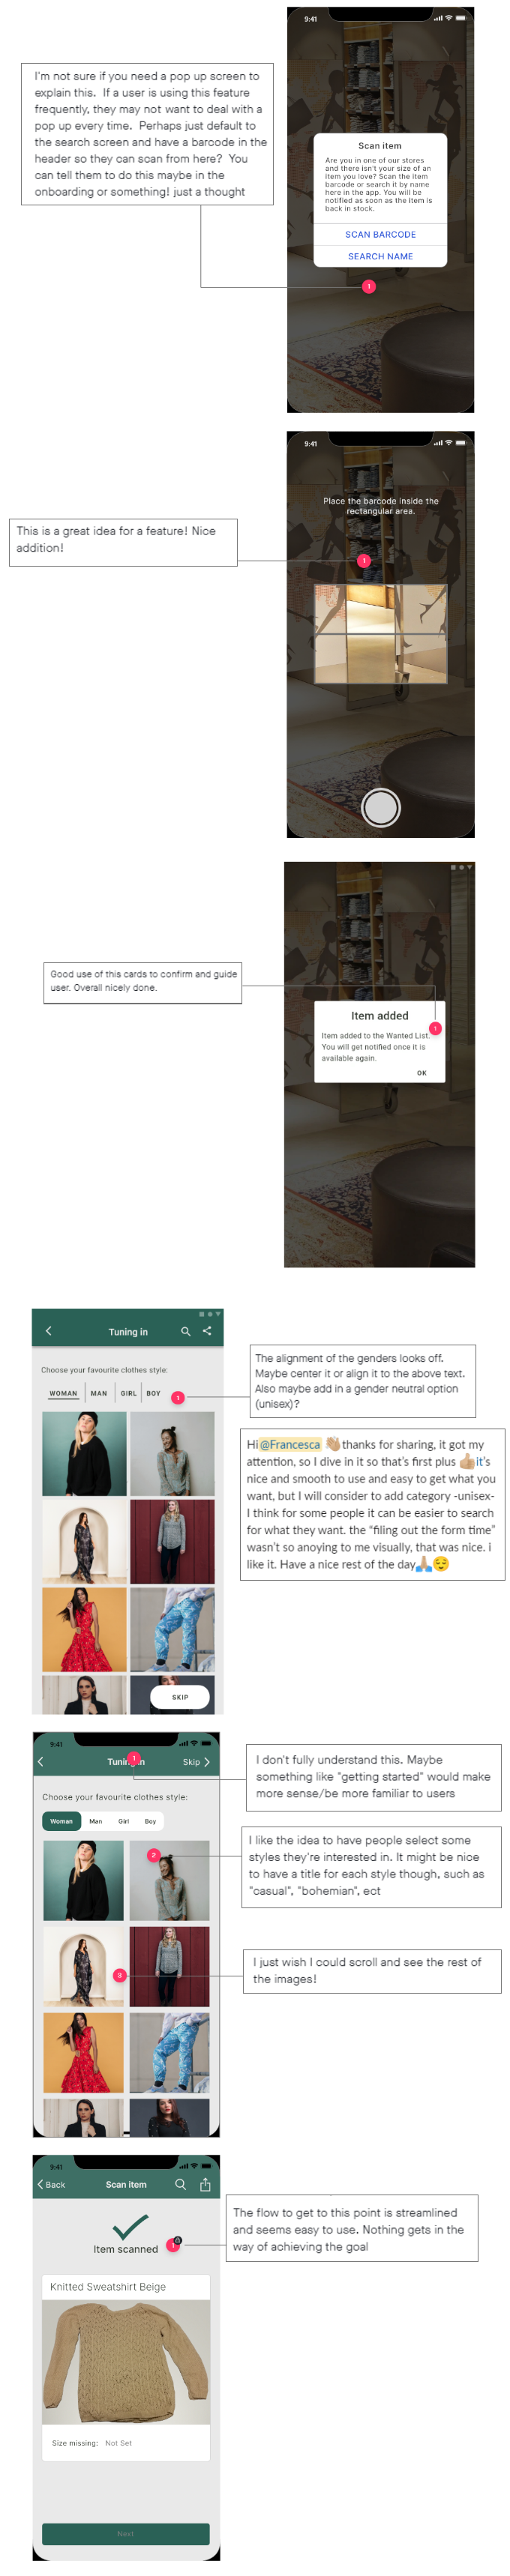 9:41
I'm not sure if you need a pop up screen to
explain this. If a user is using this feature
frequently, they may not want to deal with a
pop up every time. Perhaps just default to
the search screen and have a barcode in the
header so they can scan from here? You
can tell them to do this maybe in the
onboarding or something! just a thought
Scan item
Are you in one of our stores
and there isn't your size of an
item you love? Scan the item
barcode or search it by name
here in the app. You will be
notified as soon as the item is
back in stock.
SCAN BARCODE
SEARCH NAME
1
9:41
Place the barcode inside the
rectangular area.
This is a great idea for a feature! Nice
addition!
1
Good use of this cards to confirm and guide
user. Overall nicely done.
Item added
1
Item added to the Wanted List.
You will get notified once it is
available again.
OK
Tuning in
Choose your favourite clothes style:
WOMAN
MAN
GIRL
BOY
1
SKIP
The alignment of the genders looks off.
Maybe center it or align it to the above text.
Also maybe add in a gender neutral option
(unisex)?
Hi @Francesca 👋🏼 thanks for sharing, it got my
attention, so I dive in it so that's first plus 👍🏼it's
nice and smooth to use and easy to get what you
want, but I will consider to add category -unisex-
I think for some people it can be easier to search
for what they want. the "filing out the form time"
wasn't so anoying to me visually, that was nice. i
like it. Have a nice rest of the day🙏🏼😌
9:41
1
Skip
Choose your favourite clothes style:
Woman
Man
Girl
Boy
2
3
I don't fully understand this. Maybe
something like "getting started" would make
more sense/be more familiar to users
I like the idea to have people select some
styles they're interested in. It might be nice
to have a title for each style though, such as
"casual", "bohemian", ect
I just wish I could scroll and see the rest of
the images!
9:41
Back
Scan item
Item scanned
1
The flow to get to this point is streamlined
and seems easy to use. Nothing gets in the
way of achieving the goal
Knitted Sweatshirt Beige
Size missing: Not Set
Next